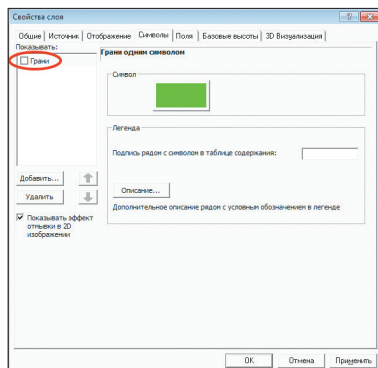 Свойства слоя
Общие Источник Отображение Символы Поля Базовые высоты 3D Визуализация
Показывать:
Грани
Грани одним символом
Символ
Легенда
Подпись рядом с символом в таблице содержания:
Описание...
Дополнительное описание рядом с условным обозначением в легенде
Добавить...
Удалить
Показывать эффект
отмывки в 2D
изображении
OK Отмена Применить